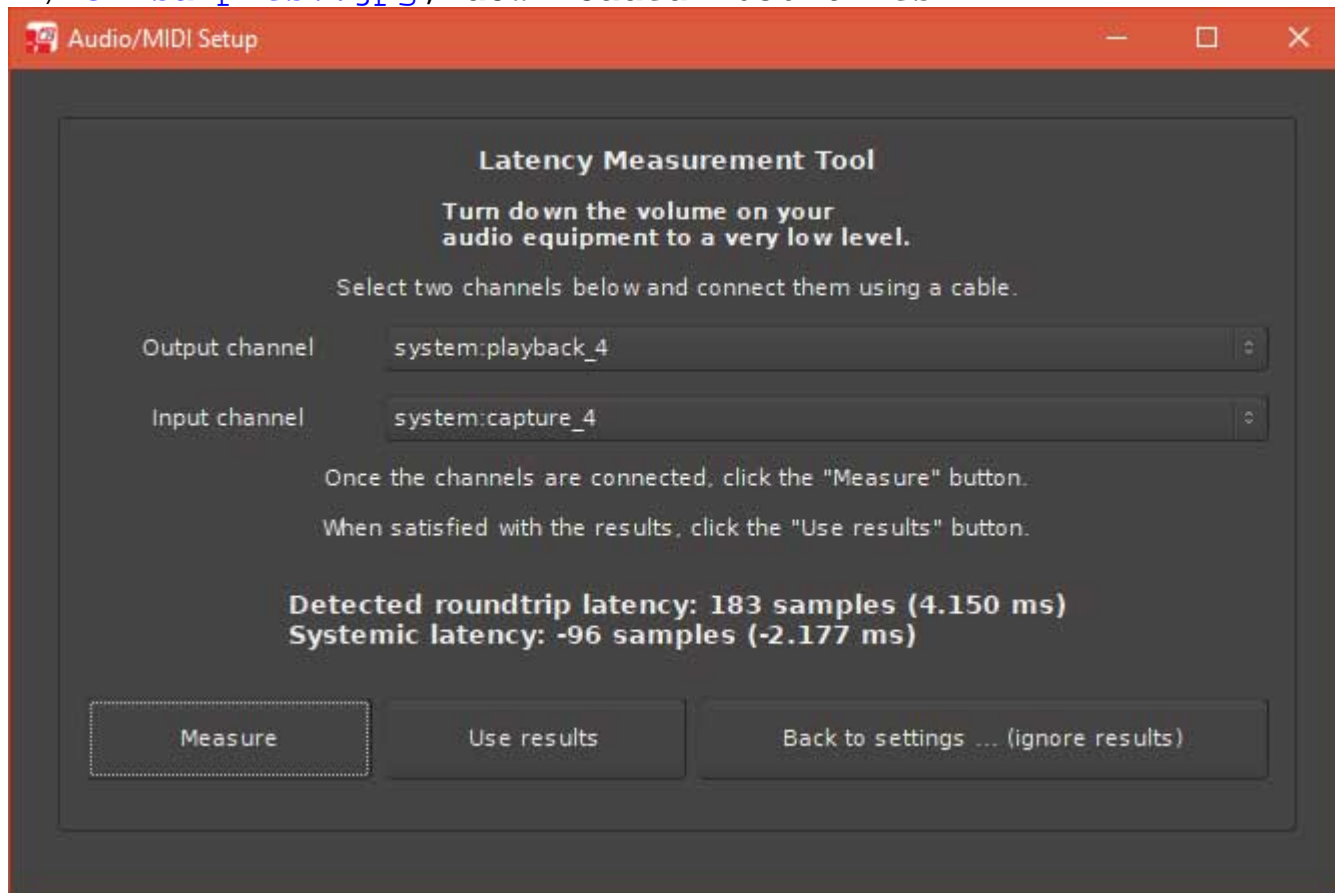 Audio/MIDI Setup
Latency Measurement Tool
Turn down the volume on your
audio equipment to a very low level.
Select two channels below and connect them using a cable.
Output channel system:playback_4
Input channel system:capture_4
Once the channels are connected, click the "Measure" button.
When satisfied with the results, click the "Use results" button.
Detected roundtrip latency: 183 samples (4.150 ms)
Systemic latency: -96 samples (-2.177 ms)
Measure Use results Back to settings ... (ignore results)